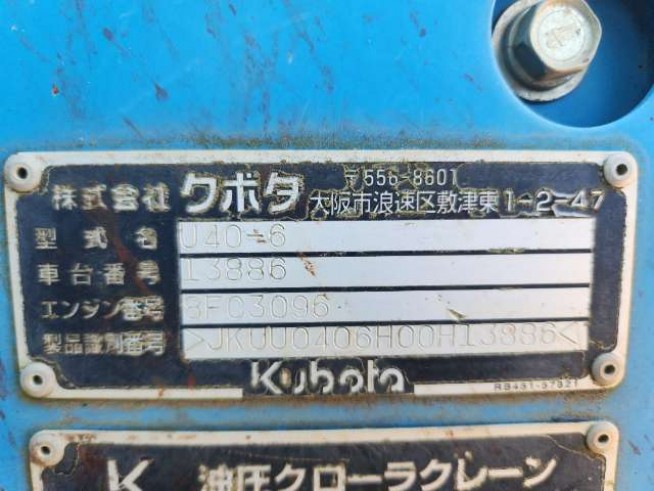 株式会社 クボタ 〒556-8601
大阪市浪速区敷津東1-2-47
型式名 U40-6
車台番号 13886
エンジン番号 8FC3096
製品識別番号 >JKUU0406H00H13886<
Kubota RB451-57321
K 油圧クローラクレーン